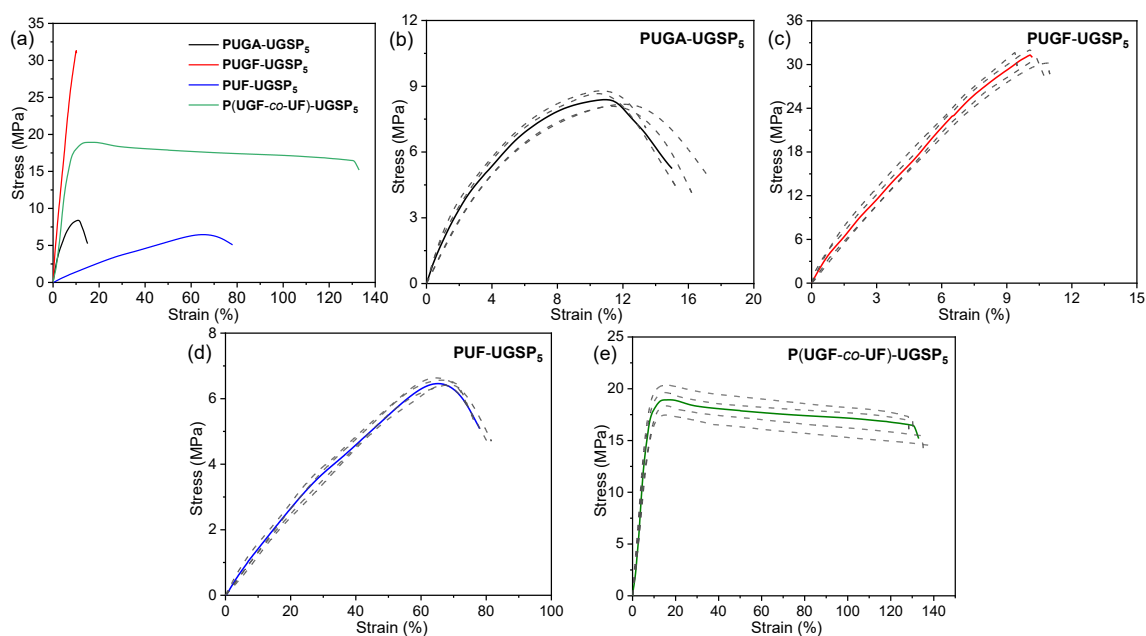 (a)
35
30
25
20
15
10
5
0
Stress (MPa)
PUGA-UGSP₅
PUGF-UGSP₅
PUF-UGSP₅
P(UGF-co-UF)-UGSP₅
0 20 40 60 80 100 120 140
Strain (%)
(b)
PUGA-UGSP₅
12
9
6
3
0
Stress (MPa)
0 4 8 12 16 20
Strain (%)
(c)
PUGF-UGSP₅
36
30
24
18
12
6
0
Stress (MPa)
0 3 6 9 12 15
Strain (%)
(d)
PUF-UGSP₅
8
6
4
2
0
Stress (MPa)
0 20 40 60 80 100
Strain (%)
(e)
P(UGF-co-UF)-UGSP₅
25
20
15
10
5
0
Stress (MPa)
0 20 40 60 80 100 120 140
Strain (%)